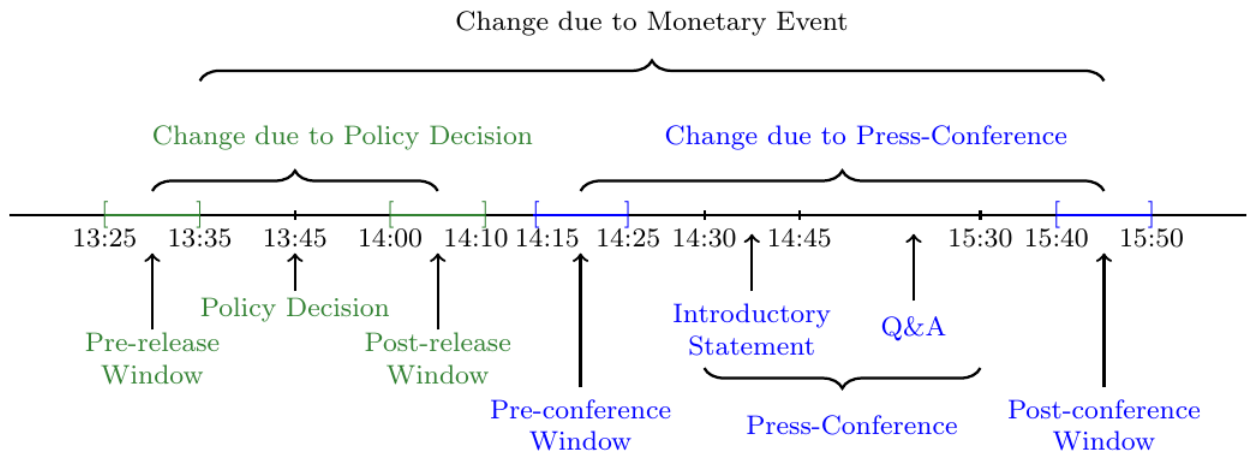 Change due to Monetary Event
Change due to Policy Decision
Change due to Press-Conference
13:25 13:35 13:45 14:00 14:10 14:15 14:25 14:30 14:45 15:30 15:40 15:50
Policy Decision
Pre-release
Window
Post-release
Window
Introductory
Statement
Q&A
Pre-conference
Window
Press-Conference
Post-conference
Window